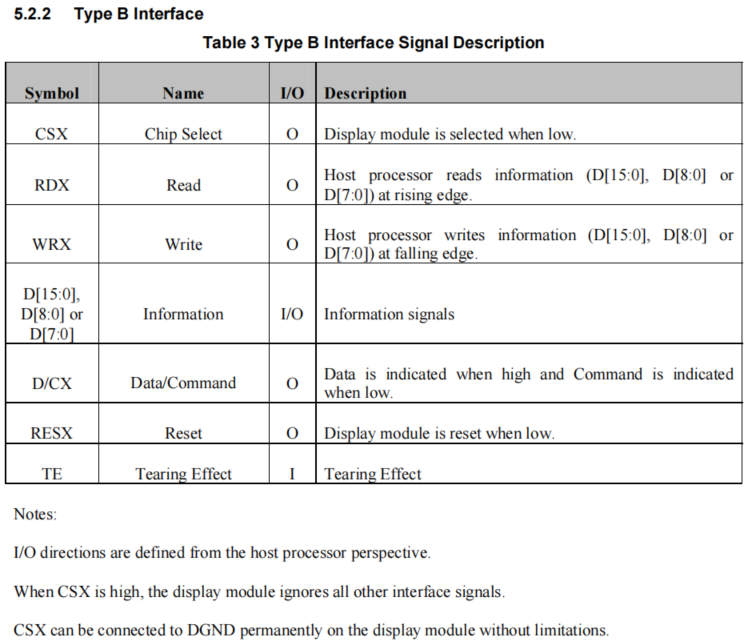 5.2.2 Type B Interface
Table 3 Type B Interface Signal Description
Symbol Name I/O Description
CSX Chip Select O Display module is selected when low.
RDX Read O Host processor reads information (D[15:0], D[8:0] or
D[7:0]) at rising edge.
WRX Write O Host processor writes information (D[15:0], D[8:0] or
D[7:0]) at falling edge.
D[15:0],
D[8:0] or
D[7:0]
Information I/O Information signals
D/CX Data/Command O Data is indicated when high and Command is indicated
when low.
RESX Reset O Display module is reset when low.
TE Tearing Effect I Tearing Effect
Notes:
I/O directions are defined from the host processor perspective.
When CSX is high, the display module ignores all other interface signals.
CSX can be connected to DGND permanently on the display module without limitations.